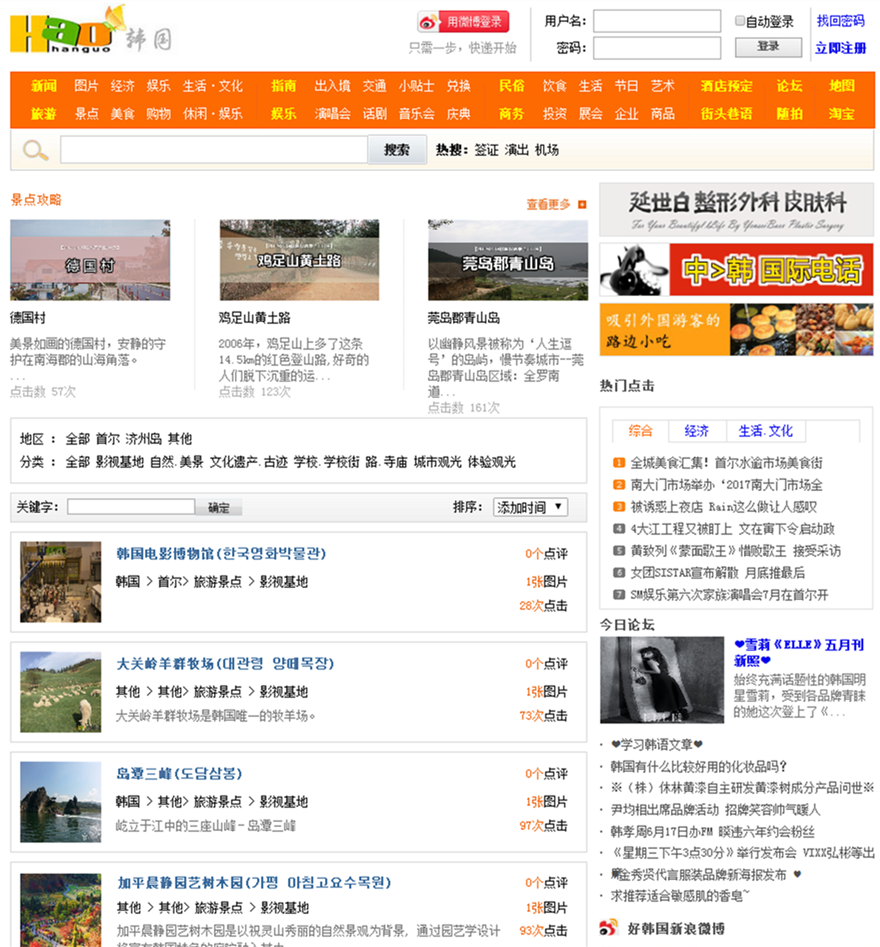 Hao
hanguo
韩国
用微博登录
只需一步，快递开始
用户名：
自动登录
找回密码
密码：
登录
立即注册
新闻 图片 经济 娱乐 生活·文化 指南 出入境 交通 小贴士 兑换 民俗 饮食 生活 节日 艺术 酒店预定 论坛 地图
旅游 景点 美食 购物 休闲·娱乐 娱乐 演唱会 话剧 音乐会 庆典 商务 投资 展会 企业 商品 街头巷语 随拍 淘宝
搜索 热搜：签证 演出 机场
景点攻略
查看更多
德国村
鸡足山黄土路
莞岛郡青山岛
德国村
美景如画的德国村，安静的守
护在南海郡的山海角落。
...
点击数 57次
鸡足山黄土路
2006年，鸡足山上多了这条
14.5km的红色登山路,好奇的
人们脱下沉重的运...
点击数 123次
莞岛郡青山岛
以幽静风景被称为‘人生逗
号’的岛屿，慢节奏城市--莞
岛郡青山岛区域：全罗南
道...
点击数 161次
地区 ： 全部 首尔 济州岛 其他
分类 ： 全部 影视基地 自然.美景 文化遗产.古迹 学校.学校街 路.寺庙 城市观光 体验观光
关键字： 确定 排序： 添加时间 ▼
韩国电影博物馆(한국영화박물관) 0个点评
韩国 > 首尔> 旅游景点 > 影视基地 1张图片
28次点击
大关岭羊群牧场(대관령 양떼목장) 0个点评
其他 > 其他> 旅游景点 > 影视基地 1张图片
大关岭羊群牧场是韩国唯一的牧羊场。 73次点击
岛潭三峰(도담삼봉) 0个点评
韩国 > 其他> 旅游景点 > 影视基地 1张图片
屹立于江中的三座山峰-岛潭三峰 97次点击
加平晨静园艺树木园(가평 아침고요수목원) 0个点评
其他 > 其他> 旅游景点 > 影视基地 1张图片
加平晨静园艺树木园是以祝灵山秀丽的自然景观为背景，通过园艺学设计 93次点击
延世白整形外科皮肤科
For Your Beautiful Life By YonseiBaec Plastic Surgery
中>韩 国际电话
吸引外国游客的
路边小吃
热门点击
综合 经济 生活.文化
1 全城美食汇集！首尔水逾市场美食街
2 南大门市场举办‘2017南大门市场全
3 被诱惑上夜店 Rain这么做让人感叹
4 4大江工程又被盯上 文在寅下令启动政
5 黄致列《蒙面歌王》惜败歌王 接受采访
6 女团SISTAR宣布解散 月底推最后
7 SM娱乐第六次家族演唱会7月在首尔开
今日论坛
ELLE
❤雪莉《ELLE》五月刊
新照❤
始终充满话题性的韩国明
星雪莉，受到各品牌青睐
的她这次登上了《...
· ❤学习韩语文章❤
· 韩国有什么比较好用的化妆品吗?
· ※（株）休林黄漆自主研发黄漆树成分产品问世※
· 尹均相出席品牌活动 招牌笑容帅气暖人
· 韩孝周6月17日办FM 睽违六年约会粉丝
· 《星期三下午3点30分》举行发布会 VIXX弘彬等出
· 金秀贤代言服装品牌新海报发布 ❤
· 求推荐适合敏感肌的香皂~
好韩国新浪微博